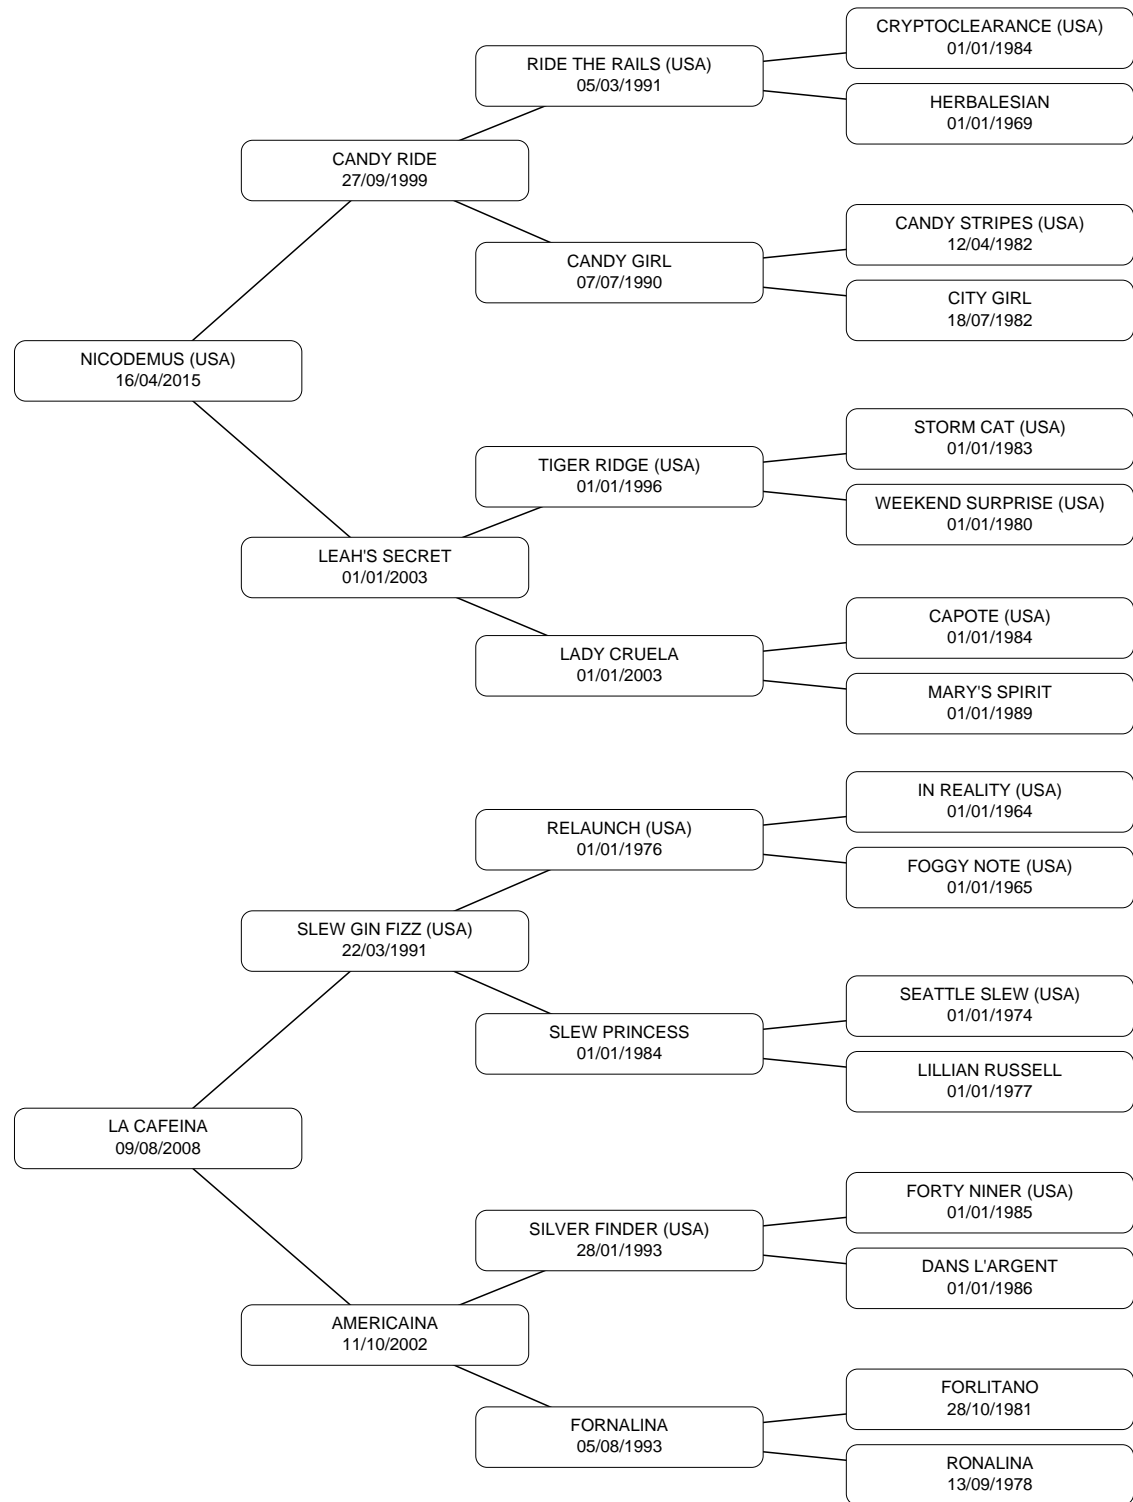 CRYPTOCLEARANCE (USA)
01/01/1984
RIDE THE RAILS (USA)
05/03/1991
HERBALESIAN
01/01/1969
CANDY RIDE
27/09/1999
CANDY STRIPES (USA)
12/04/1982
CANDY GIRL
07/07/1990
CITY GIRL
18/07/1982
NICODEMUS (USA)
16/04/2015
STORM CAT (USA)
01/01/1983
TIGER RIDGE (USA)
01/01/1996
WEEKEND SURPRISE (USA)
01/01/1980
LEAH'S SECRET
01/01/2003
CAPOTE (USA)
01/01/1984
LADY CRUELA
01/01/2003
MARY'S SPIRIT
01/01/1989
IN REALITY (USA)
01/01/1964
RELAUNCH (USA)
01/01/1976
FOGGY NOTE (USA)
01/01/1965
SLEW GIN FIZZ (USA)
22/03/1991
SEATTLE SLEW (USA)
01/01/1974
SLEW PRINCESS
01/01/1984
LILLIAN RUSSELL
01/01/1977
LA CAFEINA
09/08/2008
FORTY NINER (USA)
01/01/1985
SILVER FINDER (USA)
28/01/1993
DANS L'ARGENT
01/01/1986
AMERICAINA
11/10/2002
FORLITANO
28/10/1981
FORNALINA
05/08/1993
RONALINA
13/09/1978